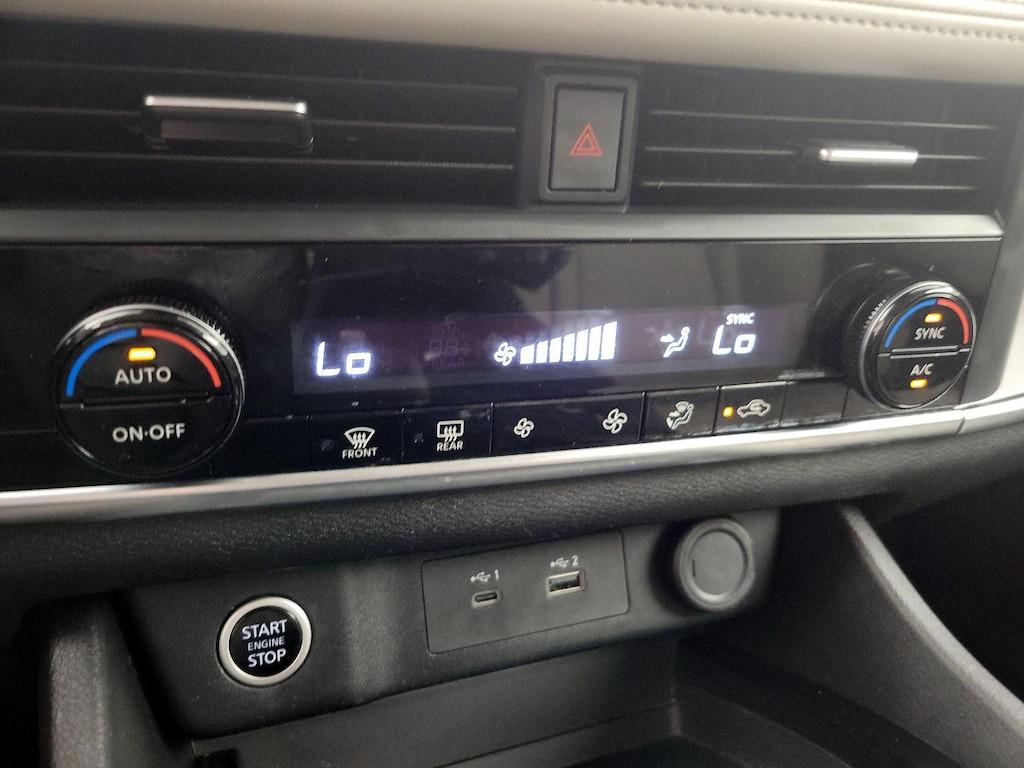 SYNC
Lo
Lo
AUTO
ON·OFF
SYNC
A/C
FRONT
REAR
1
2
START
ENGINE
STOP